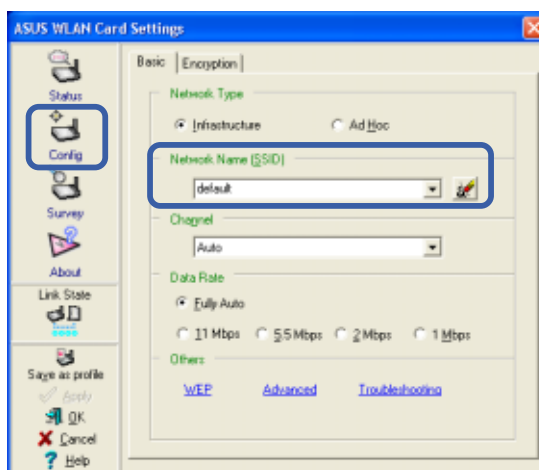 ASUS WLAN Card Settings
Status
Config
Survey
About
Link State
Save as profile
Apply
OK
Cancel
Help
Basic Encryption
Network Type
Infrastructure Ad Hoc
Network Name (SSID)
default
Channel
Auto
Data Rate
Fully Auto
11 Mbps 5.5 Mbps 2 Mbps 1 Mbps
Others
WEP Advanced Troubleshooting